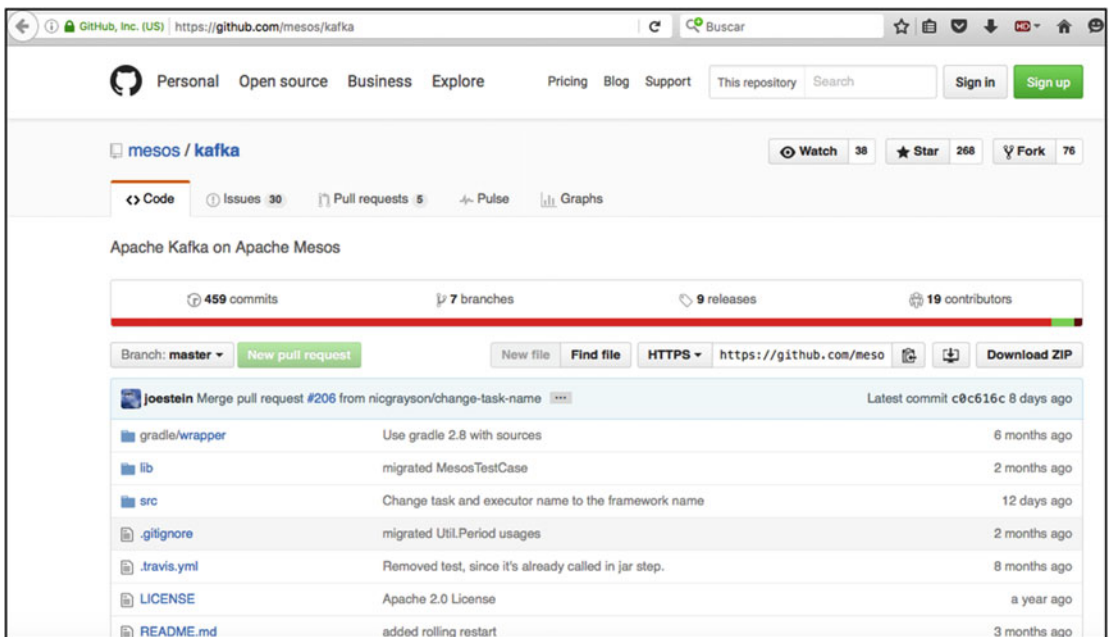 GitHub, Inc. (US) https://github.com/mesos/kafka Buscar HD
Personal Open source Business Explore Pricing Blog Support This repository Search Sign in Sign up
mesos / kafka Watch 38 Star 268 Fork 76
<> Code Issues 30 Pull requests 5 Pulse Graphs
Apache Kafka on Apache Mesos
459 commits 7 branches 9 releases 19 contributors
Branch: master New pull request New file Find file HTTPS https://github.com/meso Download ZIP
joestein Merge pull request #206 from nicgrayson/change-task-name ... Latest commit c0c616c 8 days ago
gradle/wrapper Use gradle 2.8 with sources 6 months ago
lib migrated MesosTestCase 2 months ago
src Change task and executor name to the framework name 12 days ago
.gitignore migrated Util.Period usages 2 months ago
.travis.yml Removed test, since it's already called in jar step. 8 months ago
LICENSE Apache 2.0 License a year ago
README.md added rolling restart 3 months ago